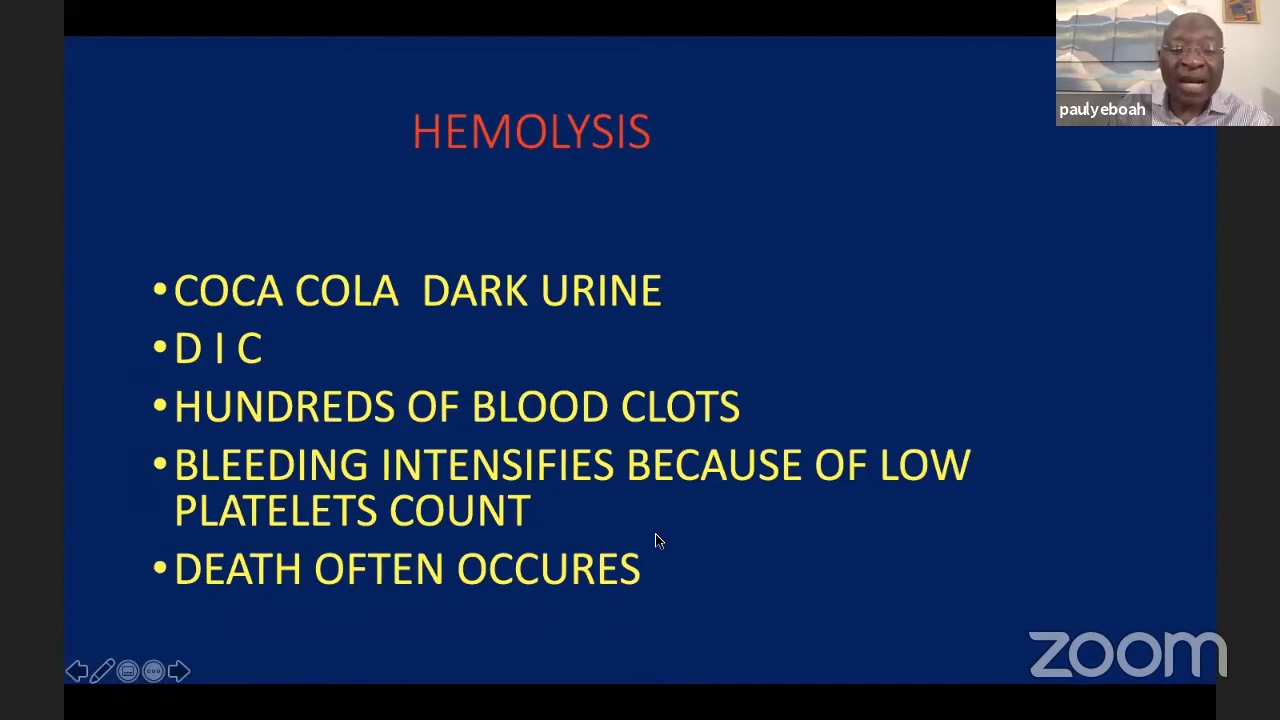 paulyeboah
HEMOLYSIS
•COCA COLA  DARK URINE
•D I C
•HUNDREDS OF BLOOD CLOTS
•BLEEDING INTENSIFIES BECAUSE OF LOW
PLATELETS COUNT
•DEATH OFTEN OCCURES
zoom